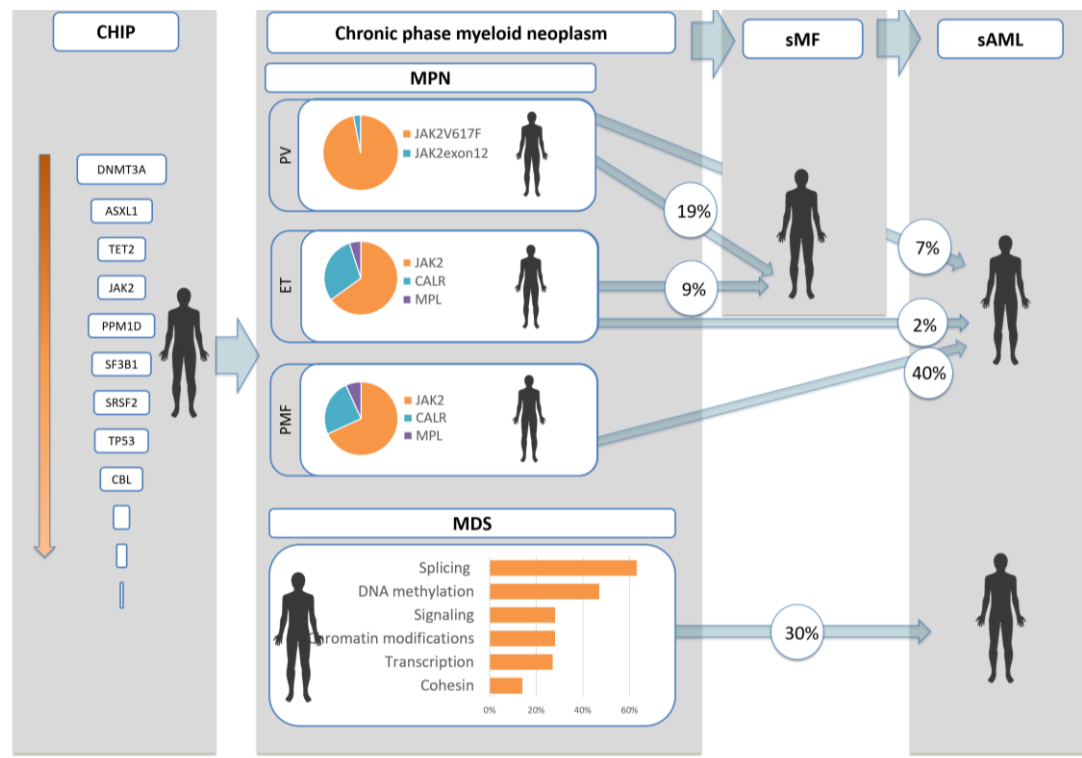 CHIP
Chronic phase myeloid neoplasm
sMF
sAML
MPN
DNMT3A
ASXL1
TET2
JAK2
PPM1D
SF3B1
SRSF2
TP53
CBL
PV
JAK2V617F
JAK2exon12
19%
7%
ET
JAK2
CALR
MPL
9%
2%
40%
PMF
JAK2
CALR
MPL
MDS
Splicing
DNA methylation
Signaling
Chromatin modifications
Transcription
Cohesin
0% 20% 40% 60%
30%